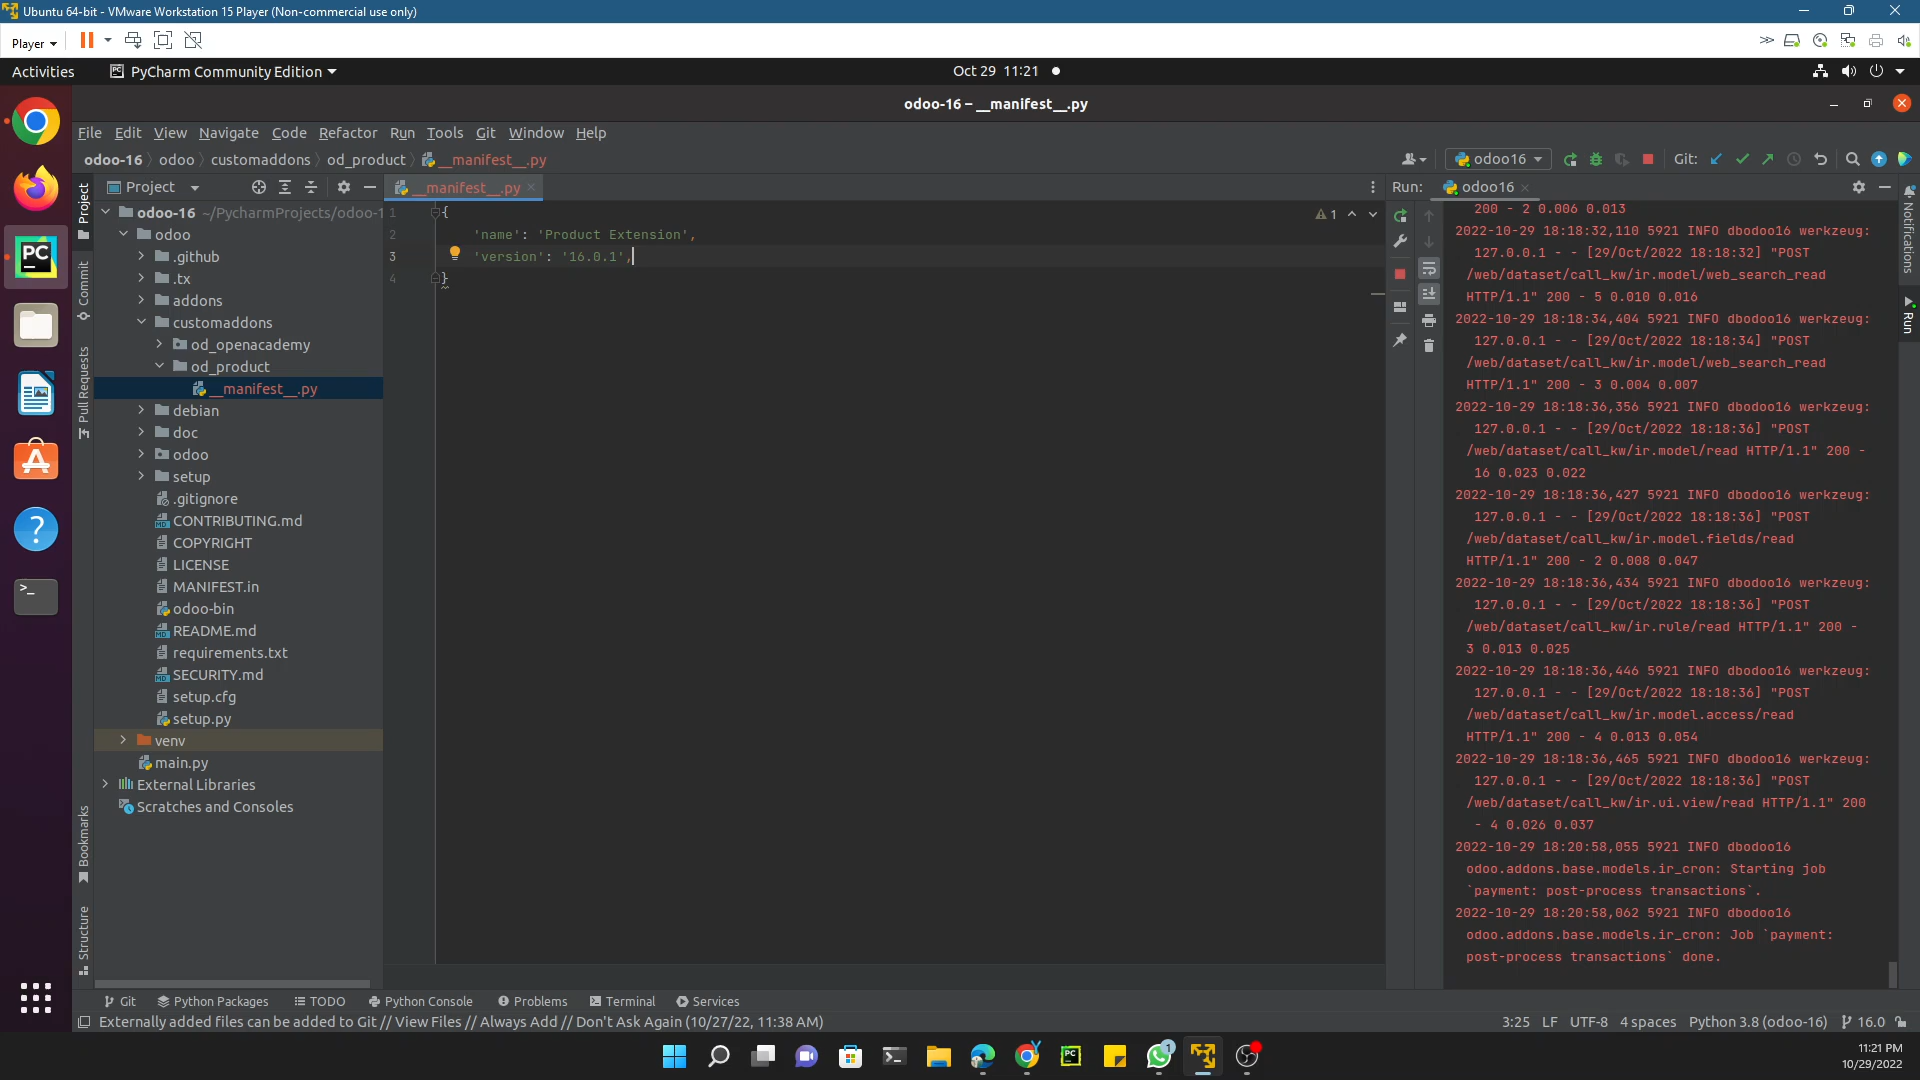 Ubuntu 64-bit - VMware Workstation 15 Player (Non-commercial use only)
Player
Activities
PyCharm Community Edition
Oct 29 11:21
odoo-16 – __manifest__.py
File Edit View Navigate Code Refactor Run Tools Git Window Help
odoo-16 odoo customaddons od_product __manifest__.py
odoo16
Git:
Project
__manifest__.py
Run:
odoo16
Project
Commit
Pull Requests
Bookmarks
Structure
Notifications
Run
odoo-16 ~/PycharmProjects/odoo-1
odoo
.github
.tx
addons
customaddons
od_openacademy
od_product
__manifest__.py
debian
doc
odoo
setup
.gitignore
CONTRIBUTING.md
COPYRIGHT
LICENSE
MANIFEST.in
odoo-bin
README.md
requirements.txt
SECURITY.md
setup.cfg
setup.py
venv
main.py
External Libraries
Scratches and Consoles
1 {
2 'name': 'Product Extension',
3 'version': '16.0.1',
4 }
1
200 - 2 0.006 0.013
2022-10-29 18:18:32,110 5921 INFO dbodoo16 werkzeug:
127.0.0.1 - - [29/Oct/2022 18:18:32] "POST
/web/dataset/call_kw/ir.model/web_search_read
HTTP/1.1" 200 - 5 0.010 0.016
2022-10-29 18:18:34,404 5921 INFO dbodoo16 werkzeug:
127.0.0.1 - - [29/Oct/2022 18:18:34] "POST
/web/dataset/call_kw/ir.model/web_search_read
HTTP/1.1" 200 - 3 0.004 0.007
2022-10-29 18:18:36,356 5921 INFO dbodoo16 werkzeug:
127.0.0.1 - - [29/Oct/2022 18:18:36] "POST
/web/dataset/call_kw/ir.model/read HTTP/1.1" 200 -
16 0.023 0.022
2022-10-29 18:18:36,427 5921 INFO dbodoo16 werkzeug:
127.0.0.1 - - [29/Oct/2022 18:18:36] "POST
/web/dataset/call_kw/ir.model.fields/read
HTTP/1.1" 200 - 2 0.008 0.047
2022-10-29 18:18:36,434 5921 INFO dbodoo16 werkzeug:
127.0.0.1 - - [29/Oct/2022 18:18:36] "POST
/web/dataset/call_kw/ir.rule/read HTTP/1.1" 200 -
3 0.013 0.025
2022-10-29 18:18:36,446 5921 INFO dbodoo16 werkzeug:
127.0.0.1 - - [29/Oct/2022 18:18:36] "POST
/web/dataset/call_kw/ir.model.access/read
HTTP/1.1" 200 - 4 0.013 0.054
2022-10-29 18:18:36,465 5921 INFO dbodoo16 werkzeug:
127.0.0.1 - - [29/Oct/2022 18:18:36] "POST
/web/dataset/call_kw/ir.ui.view/read HTTP/1.1" 200
- 4 0.026 0.037
2022-10-29 18:20:58,055 5921 INFO dbodoo16
odoo.addons.base.models.ir_cron: Starting job
`payment: post-process transactions`.
2022-10-29 18:20:58,062 5921 INFO dbodoo16
odoo.addons.base.models.ir_cron: Job `payment:
post-process transactions` done.
Git Python Packages TODO Python Console Problems Terminal Services
Externally added files can be added to Git // View Files // Always Add // Don't Ask Again (10/27/22, 11:38 AM)
3:25 LF UTF-8 4 spaces Python 3.8 (odoo-16) 16.0
11:21 PM
10/29/2022